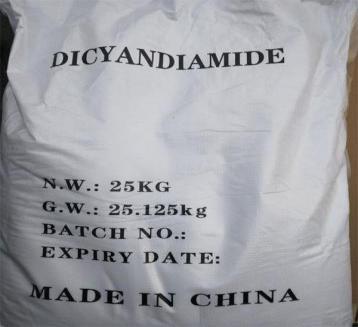 DICYANDIAMIDE
N.W.: 25KG
G.W.: 25.125kg
BATCH NO.:
EXPIRY DATE:
MADE IN CHINA